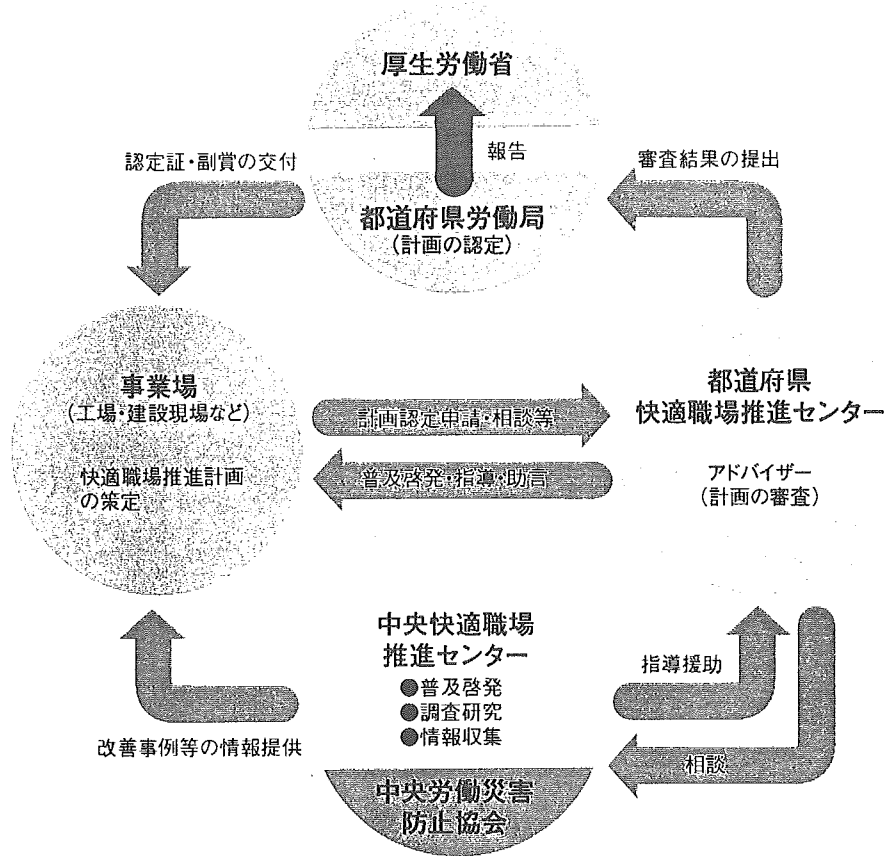 厚生労働省
報告
認定証・副賞の交付
審査結果の提出
都道府県労働局
(計画の認定)
事業場
(工場・建設現場など)
快適職場推進計画
の策定
計画認定申請・相談等
普及啓発・指導・助言
都道府県
快適職場推進センター
アドバイザー
(計画の審査)
中央快適職場
推進センター
●普及啓発
●調査研究
●情報収集
指導援助
改善事例等の情報提供
相談
中央労働災害
防止協会